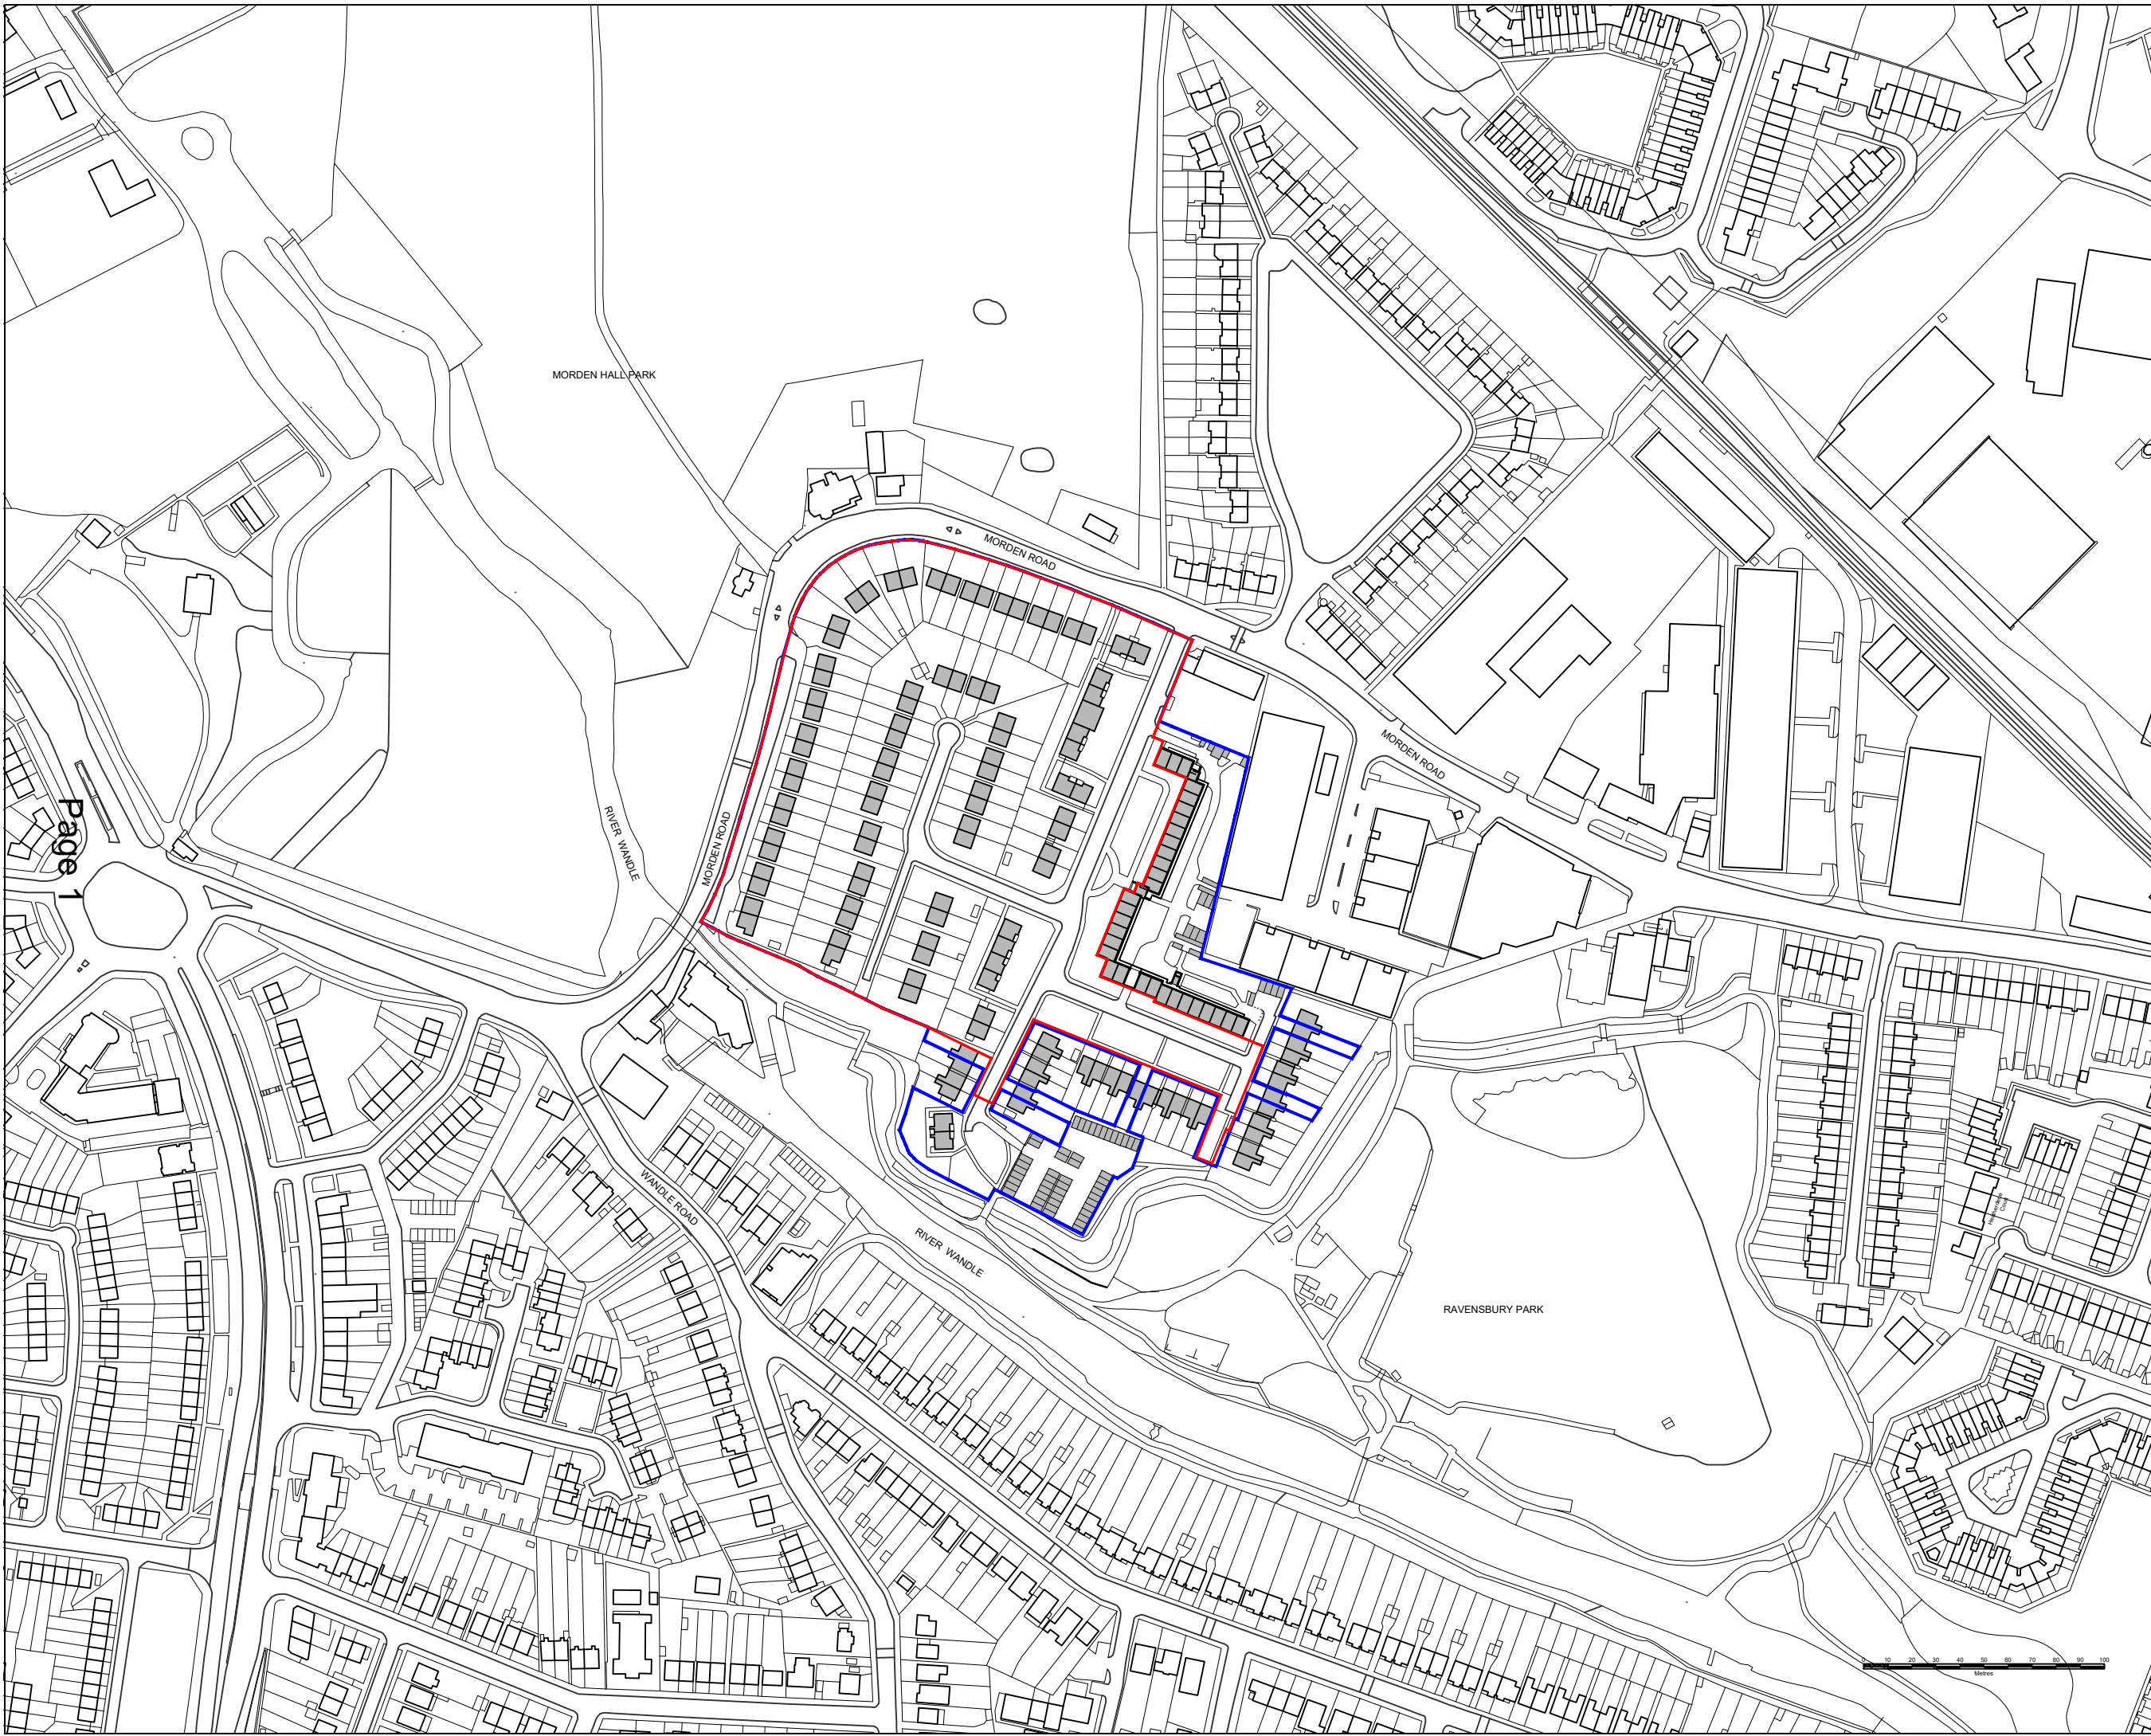 MORDEN HALL PARK
MORDEN ROAD
MORDEN ROAD
MORDEN ROAD
RIVER WANDLE
Page 1
WANDLE ROAD
RIVER WANDLE
RAVENSBURY PARK
Court
0 10 20 30 40 50 60 70 80 90 100
Metres